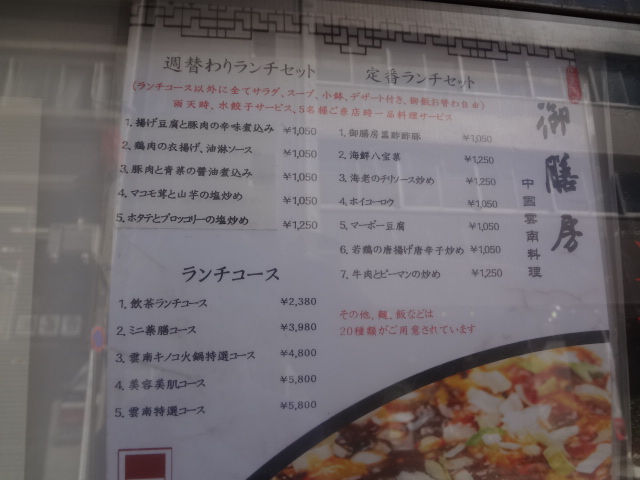 週替わりランチセット
定番ランチセット
(ランチコース以外に全てサラダ、スープ、小鉢、デザート付き、御飯お替わ自由)
雨天時、水餃子サービス、5名様ご来店時一品料理サービス
1. 揚げ豆腐と豚肉の辛味煮込み ¥1,050
2. 鶏肉の衣揚げ、油淋ソース ¥1,050
3. 豚肉と青菜の醤油煮込み ¥1,050
4. マコモ茸と山芋の塩炒め ¥1,050
5. ホタテとブロッコリーの塩炒め ¥1,250
1. 御膳房黒酢酢豚 ¥1,050
2. 海鮮八宝菜 ¥1,250
3. 海老のチリソース炒め ¥1,250
4. ホイコーロウ ¥1,050
5. マーボー豆腐 ¥1,050
6. 若鶏の唐揚げ唐辛子炒め ¥1,050
7. 牛肉とピーマンの炒め ¥1,250
その他、麺、飯などは
20種類がご用意されています
ランチコース
1. 飲茶ランチコース ¥2,380
2. ミニ薬膳コース ¥3,980
3. 雲南キノコ火鍋特選コース ¥4,800
4. 美容美肌コース ¥5,800
5. 雲南特選コース ¥5,800
御膳房
中國雲南料理